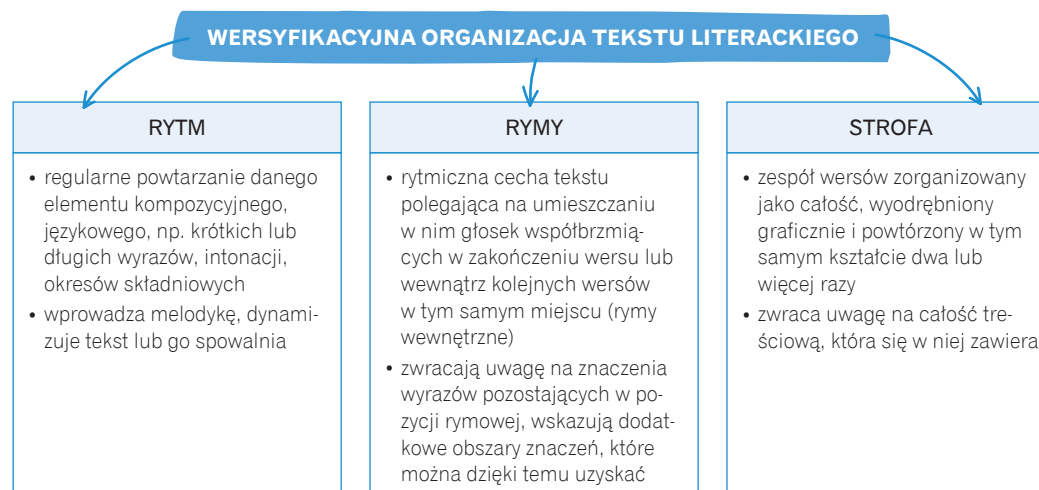 WERSYFIKACYJNA ORGANIZACJA TEKSTU LITERACKIEGO
RYTM
• regularne powtarzanie danego
elementu kompozycyjnego,
językowego, np. krótkich lub
długich wyrazów, intonacji,
okresów składniowych
• wprowadza melodykę, dynami-
zuje tekst lub go spowalnia
RYMY
• rytmiczna cecha tekstu
polegająca na umieszczaniu
w nim głosek współbrzmią-
cych w zakończeniu wersu lub
wewnątrz kolejnych wersów
w tym samym miejscu (rymy
wewnętrzne)
• zwracają uwagę na znaczenia
wyrazów pozostających w po-
zycji rymowej, wskazują dodat-
kowe obszary znaczeń, które
można dzięki temu uzyskać
STROFA
• zespół wersów zorganizowany
jako całość, wyodrębniony
graficznie i powtórzony w tym
samym kształcie dwa lub
więcej razy
• zwraca uwagę na całość tre-
ściową, która się w niej zawiera